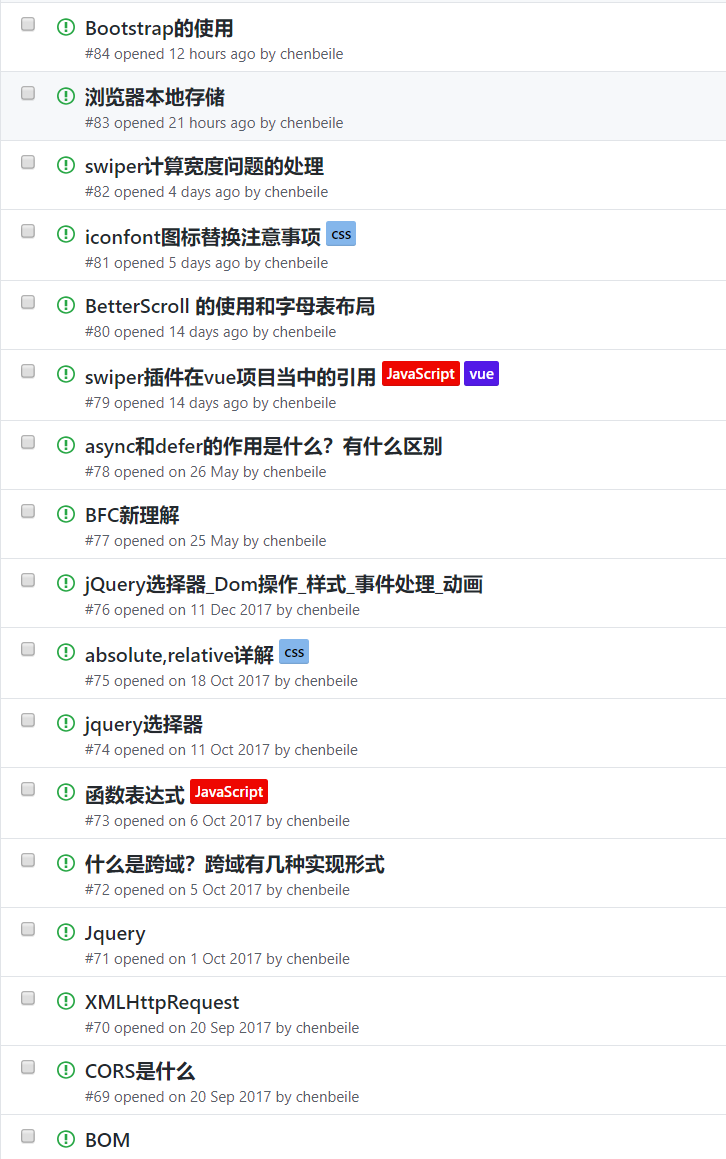 Bootstrap的使用
#84 opened 12 hours ago by chenbeile
浏览器本地存储
#83 opened 21 hours ago by chenbeile
swiper计算宽度问题的处理
#82 opened 4 days ago by chenbeile
iconfont图标替换注意事项 css
#81 opened 5 days ago by chenbeile
BetterScroll 的使用和字母表布局
#80 opened 14 days ago by chenbeile
swiper插件在vue项目当中的引用 JavaScript vue
#79 opened 14 days ago by chenbeile
async和defer的作用是什么？有什么区别
#78 opened on 26 May by chenbeile
BFC新理解
#77 opened on 25 May by chenbeile
jQuery选择器_Dom操作_样式_事件处理_动画
#76 opened on 11 Dec 2017 by chenbeile
absolute,relative详解 css
#75 opened on 18 Oct 2017 by chenbeile
jquery选择器
#74 opened on 11 Oct 2017 by chenbeile
函数表达式 JavaScript
#73 opened on 6 Oct 2017 by chenbeile
什么是跨域？跨域有几种实现形式
#72 opened on 5 Oct 2017 by chenbeile
Jquery
#71 opened on 1 Oct 2017 by chenbeile
XMLHttpRequest
#70 opened on 20 Sep 2017 by chenbeile
CORS是什么
#69 opened on 20 Sep 2017 by chenbeile
BOM